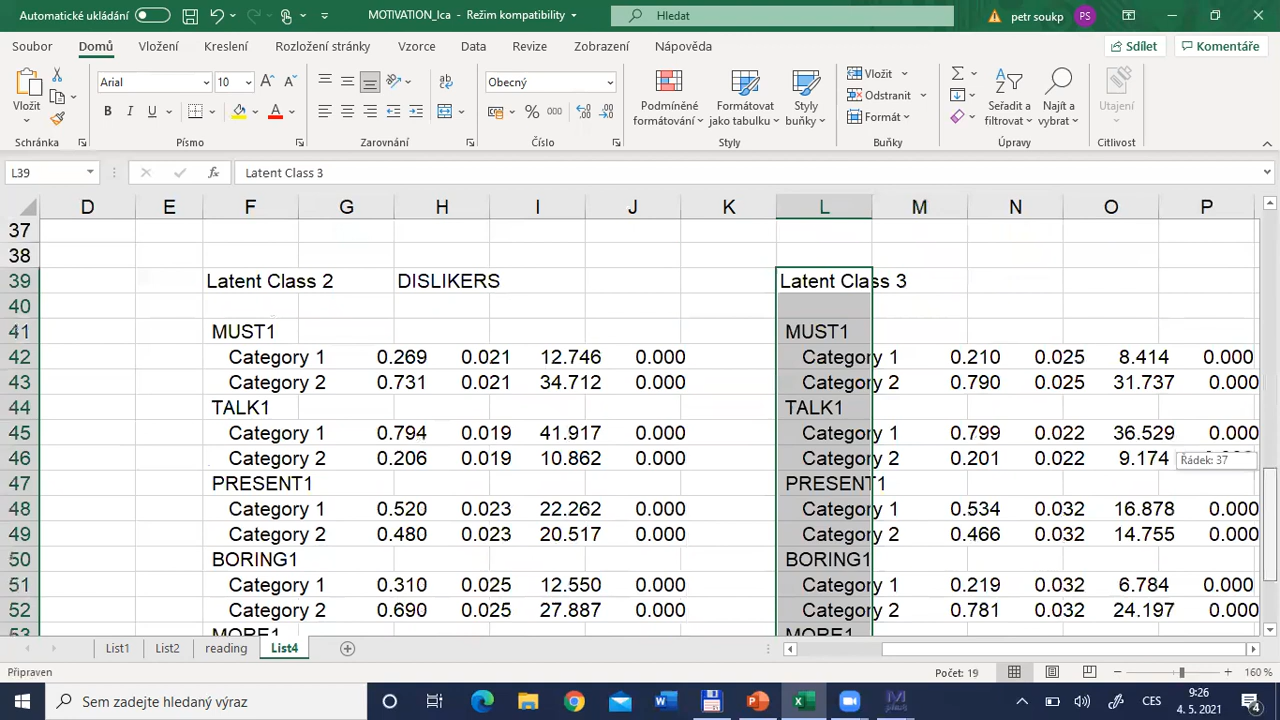 Automatické ukládání MOTIVATION_lca - Režim kompatibility Hledat petr soukp PS
Soubor Domů Vložení Kreslení Rozložení stránky Vzorce Data Revize Zobrazení Nápověda Sdílet Komentáře
Vložit Arial 10 Obecný Podmíněné formátování Formátovat jako tabulku Styly buňky Vložit Odstranit Formát Seřadit a filtrovat Najít a vybrat Utajení
Schránka Písmo Zarovnání Číslo Styly Buňky Úpravy Citlivost
L39 Latent Class 3
D E F G H I J K L M N O P
37
38
39 Latent Class 2 DISLIKERS Latent Class 3
40
41 MUST1 MUST1
42 Category 1 0.269 0.021 12.746 0.000 Category 1 0.210 0.025 8.414 0.000
43 Category 2 0.731 0.021 34.712 0.000 Category 2 0.790 0.025 31.737 0.000
44 TALK1 TALK1
45 Category 1 0.794 0.019 41.917 0.000 Category 1 0.799 0.022 36.529 0.000
46 Category 2 0.206 0.019 10.862 0.000 Category 2 0.201 0.022 9.174 Řádek: 37
47 PRESENT1 PRESENT1
48 Category 1 0.520 0.023 22.262 0.000 Category 1 0.534 0.032 16.878 0.000
49 Category 2 0.480 0.023 20.517 0.000 Category 2 0.466 0.032 14.755 0.000
50 BORING1 BORING1
51 Category 1 0.310 0.025 12.550 0.000 Category 1 0.219 0.032 6.784 0.000
52 Category 2 0.690 0.025 27.887 0.000 Category 2 0.781 0.032 24.197 0.000
53 MORE1 MORE1
List1 List2 reading List4
Připraven Počet: 19 160 %
Sem zadejte hledaný výraz CES 9:26
4. 5. 2021 4